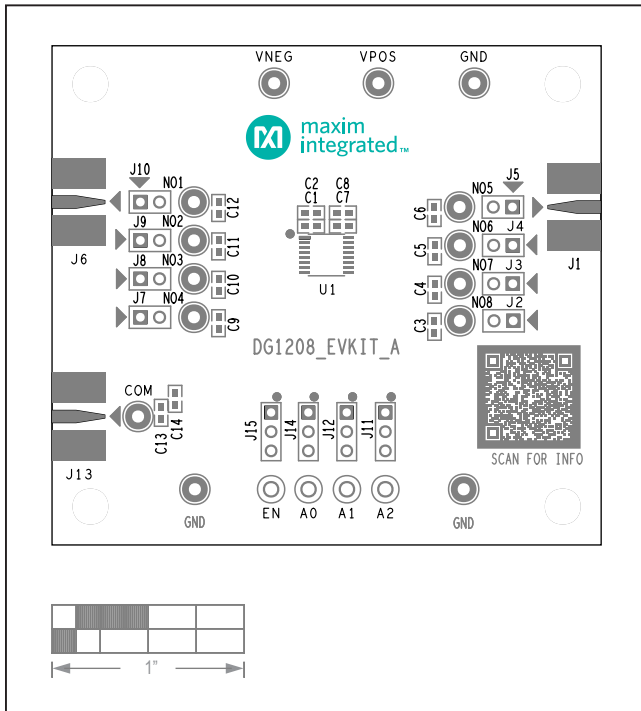 VNEG VPOS GND
maxim
integrated™
J10
NO1
C12
J9
NO2
C11
J8
NO3
C10
J7
NO4
C9
J6
C2 C8
C1 C7
U1
J5
NO5
C6
NO6
J4
C5
NO7
J3
C4
NO8
J2
C3
J1
DG1208_EVKIT_A
COM
C13
C14
J13
J15
J14
J12
J11
SCAN FOR INFO
GND
EN A0 A1 A2
GND
1"